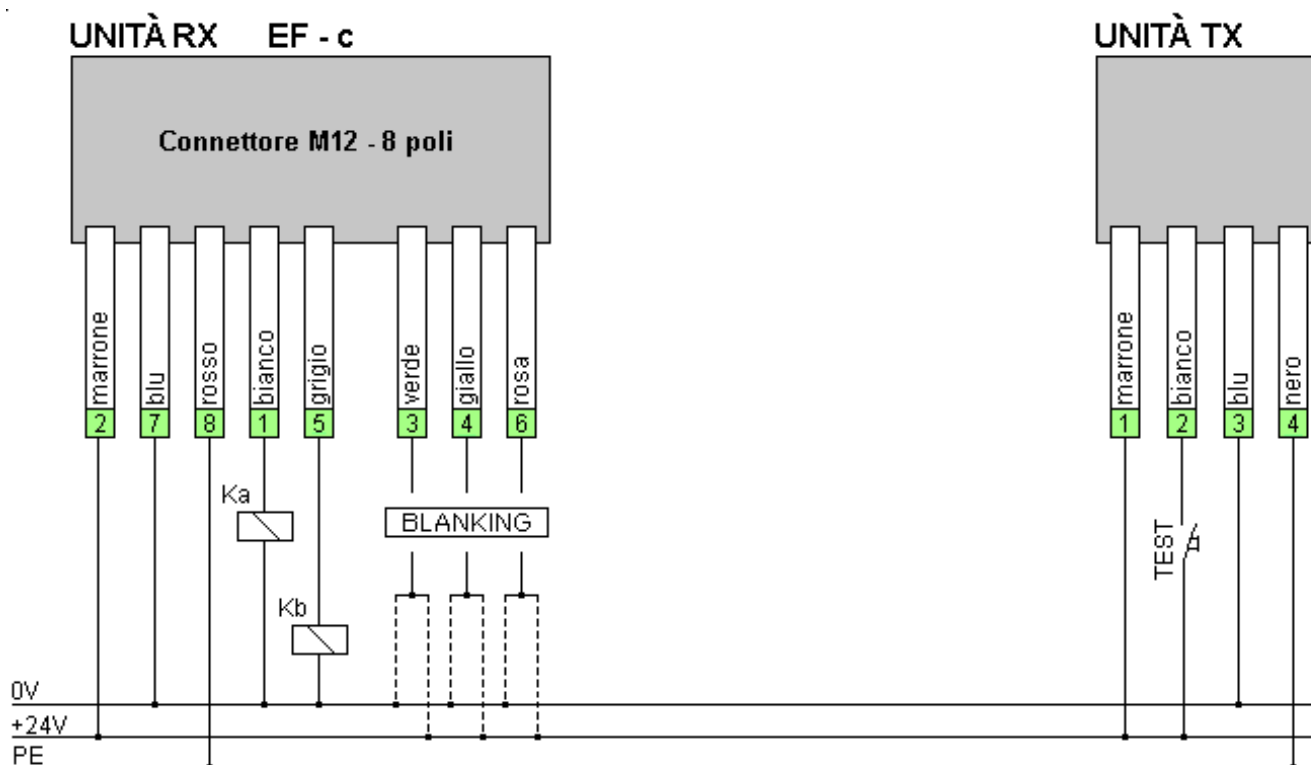 UNITÀ RX EF - c
UNITÀ TX
Connettore M12 - 8 poli
marrone
blu
rosso
bianco
grigio
verde
giallo
rosa
marrone
bianco
blu
nero
2 7 8 1 5 3 4 6
1 2 3 4
Ka
BLANKING
TEST
Kb
0V
+24V
PE